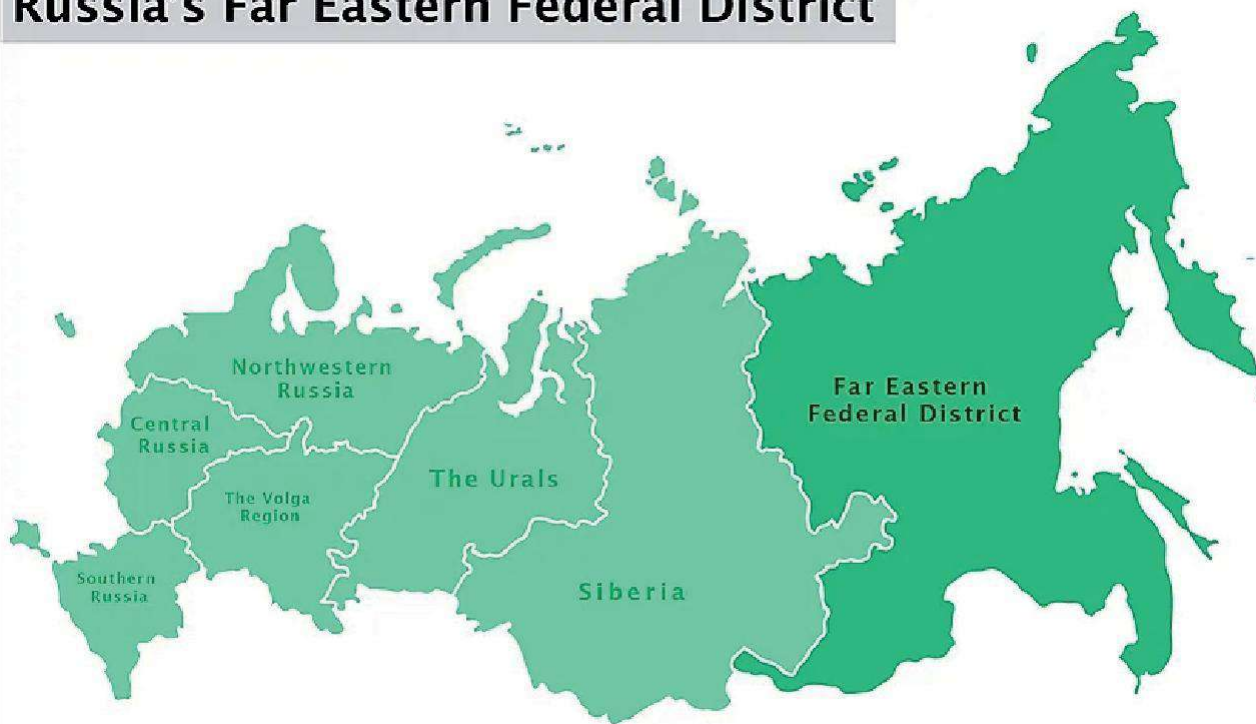 Russia's Far Eastern Federal District
Northwestern
Russia
Far Eastern
Federal District
Central
Russia
The Urals
The Volga
Region
Southern
Russia
Siberia